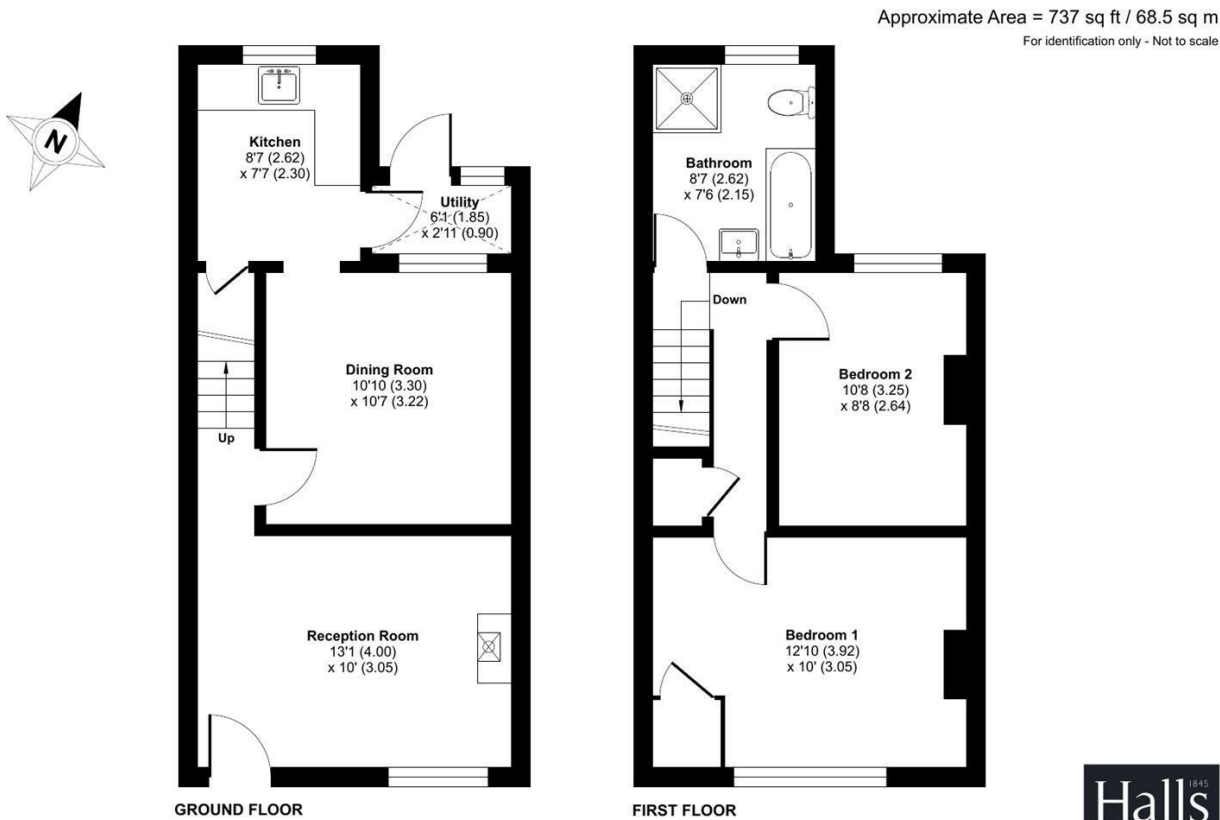 Approximate Area = 737 sq ft / 68.5 sq m
For identification only - Not to scale
N
Kitchen
8'7 (2.62)
x 7'7 (2.30)
Utility
6'1 (1.85)
x 2'11 (0.90)
Dining Room
10'10 (3.30)
x 10'7 (3.22)
Up
Reception Room
13'1 (4.00)
x 10' (3.05)
GROUND FLOOR
Bathroom
8'7 (2.62)
x 7'6 (2.15)
Down
Bedroom 2
10'8 (3.25)
x 8'8 (2.64)
Bedroom 1
12'10 (3.92)
x 10' (3.05)
FIRST FLOOR
1845
Halls